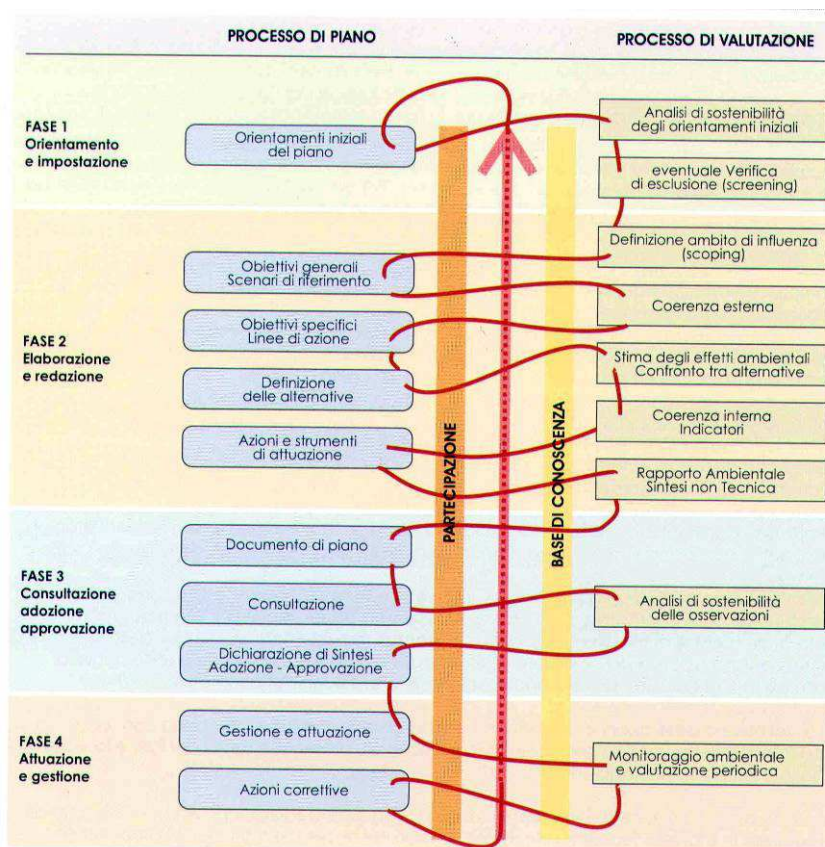 PROCESSO DI PIANO
PROCESSO DI VALUTAZIONE
FASE 1
Orientamento
e impostazione
Orientamenti iniziali
del piano
Analisi di sostenibilità
degli orientamenti iniziali
eventuale Verifica
di esclusione (screening)
FASE 2
Elaborazione
e redazione
Obiettivi generali
Scenari di riferimento
Obiettivi specifici
Linee di azione
Definizione
delle alternative
Azioni e strumenti
di attuazione
PARTECIPAZIONE
BASE DI CONOSCENZA
Definizione ambito di influenza
(scoping)
Coerenza esterna
Stima degli effetti ambientali
Confronto tra alternative
Coerenza interna
Indicatori
Rapporto Ambientale
Sintesi non Tecnica
FASE 3
Consultazione
adozione
approvazione
Documento di piano
Consultazione
Dichiarazione di Sintesi
Adozione - Approvazione
Analisi di sostenibilità
delle osservazioni
FASE 4
Attuazione
e gestione
Gestione e attuazione
Azioni correttive
Monitoraggio ambientale
e valutazione periodica